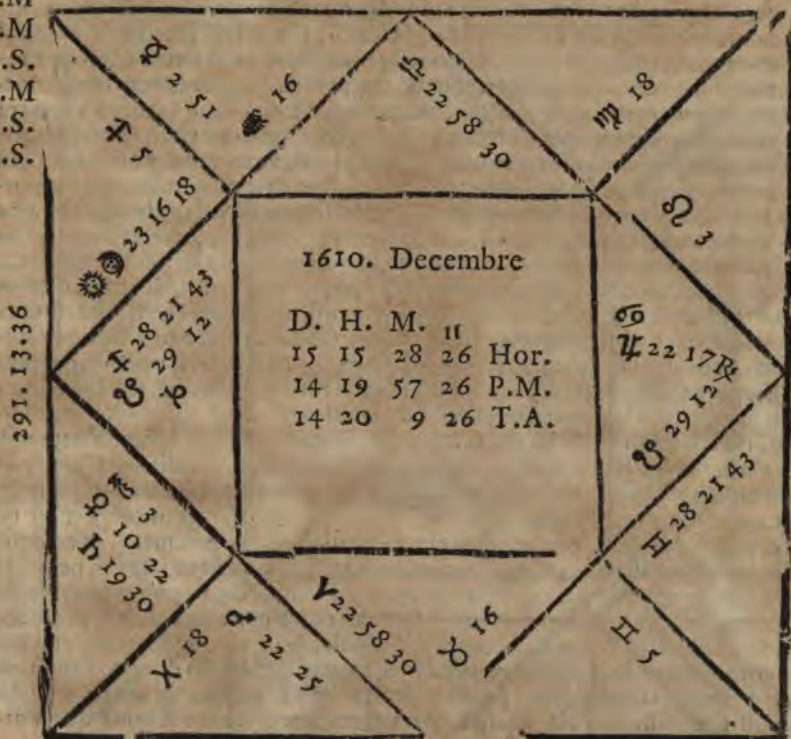 .M
.M
.S.
.M
.S.
.S.
☿ 2 51
♏ 16
♎ 22 58 30
♍ 18
♐ 5
♌ 3
☉ 23 16 18
1610. Decembre
D. H. M. "
15 15 28 26 Hor.
14 19 57 26 P.M.
14 20 9 26 T.A.
♐ 28 21 43
☋ 29 12
♑
♋
♃ 22 17 ℞
☋ 29 12
♊ 28 21 43
291. 13.36
3
♀ 10 22
♄ 19 30
♓ 18
♂ 22 25
♈ 22 58 30
♉ 16
♊ 5